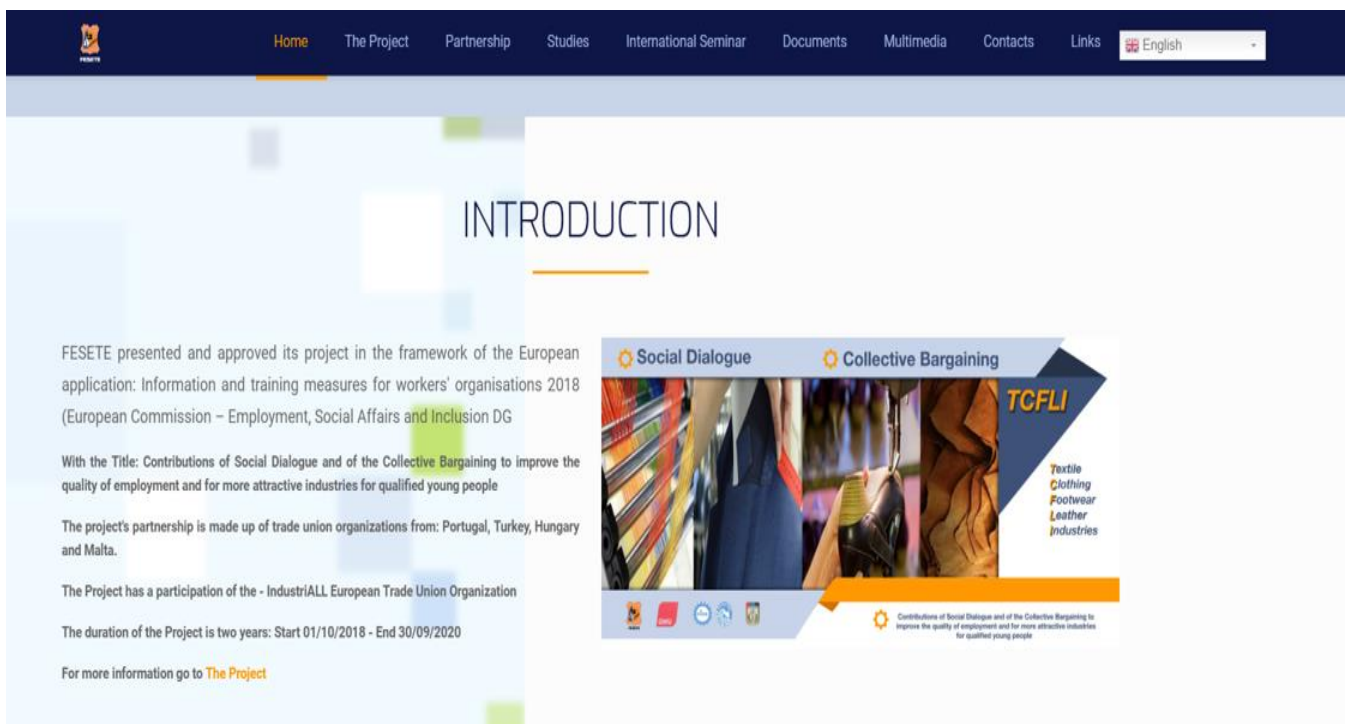 FESETE
Home
The Project
Partnership
Studies
International Seminar
Documents
Multimedia
Contacts
Links
English
INTRODUCTION
FESETE presented and approved its project in the framework of the European
application: Information and training measures for workers' organisations 2018
(European Commission – Employment, Social Affairs and Inclusion DG
With the Title: Contributions of Social Dialogue and of the Collective Bargaining to improve the
quality of employment and for more attractive industries for qualified young people
The project's partnership is made up of trade union organizations from: Portugal, Turkey, Hungary
and Malta.
The Project has a participation of the - IndustriALL European Trade Union Organization
The duration of the Project is two years: Start 01/10/2018 - End 30/09/2020
For more information go to The Project
Social Dialogue
Collective Bargaining
TCFLI
Textile
Clothing
Footwear
Leather
Industries
Contributions of Social Dialogue and of the Collective Bargaining to
improve the quality of employment and for more attractive industries
for qualified young people